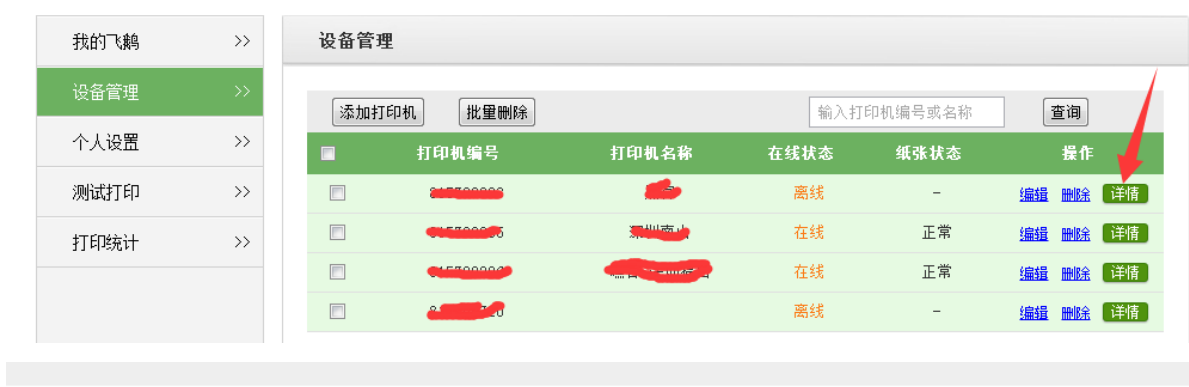 我的飞鹅 >>
设备管理
设备管理 >>
添加打印机 批量删除 输入打印机编号或名称 查询
个人设置 >>
打印机编号 打印机名称 在线状态 纸张状态 操作
测试打印 >>
离线 - 编辑 删除 详情
打印统计 >>
在线 正常 编辑 删除 详情
在线 正常 编辑 删除 详情
离线 - 编辑 删除 详情